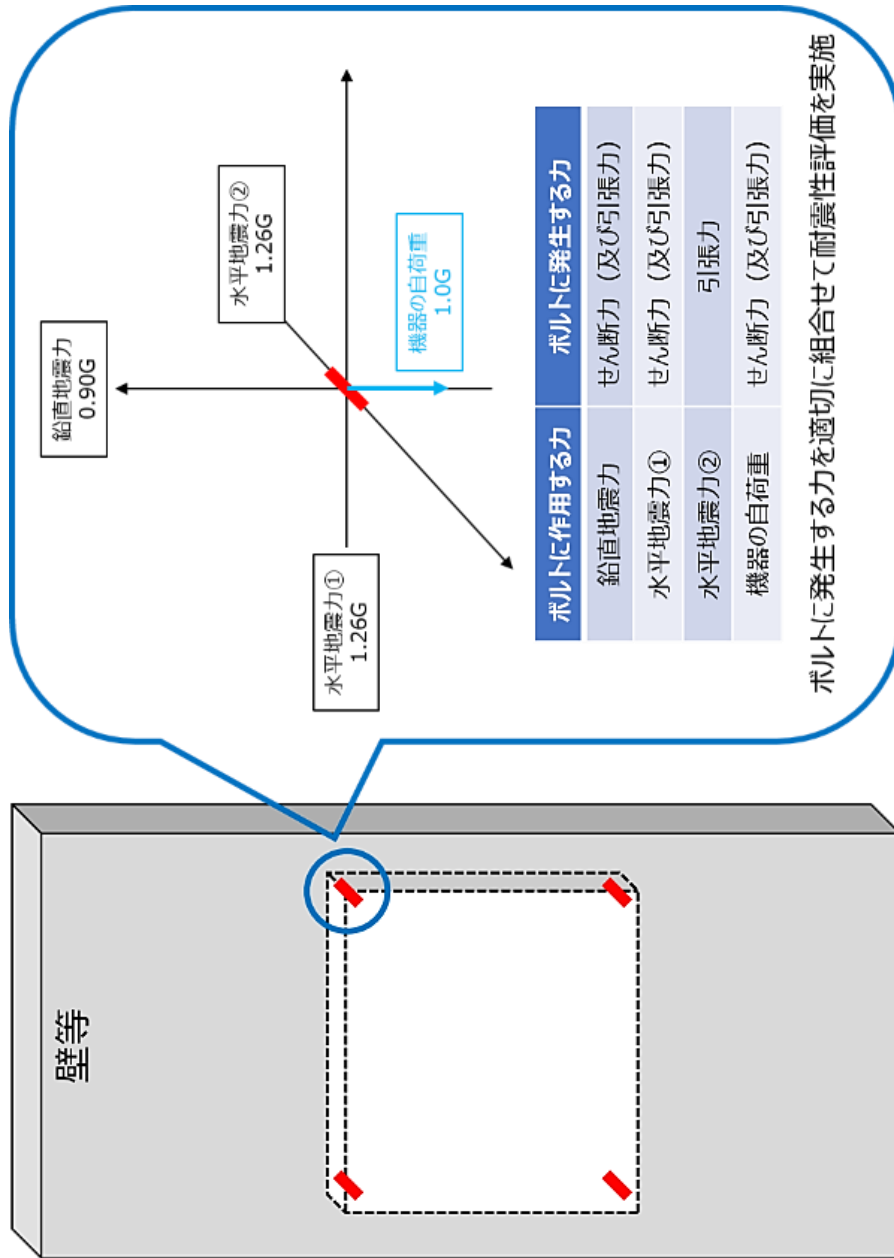 壁等
鉛直地震力
0.90G
水平地震力②
1.26G
水平地震力①
1.26G
機器の自荷重
1.0G
ボルトに作用する力 ボルトに発生する力
鉛直地震力 せん断力（及び引張力）
水平地震力① せん断力（及び引張力）
水平地震力② 引張力
機器の自荷重 せん断力（及び引張力）
ボルトに発生する力を適切に組合せて耐震性評価を実施